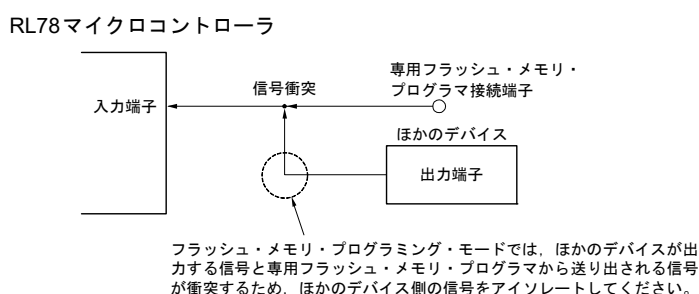 RL78マイクロコントローラ
専用フラッシュ・メモリ・
プログラマ接続端子
信号衝突
入力端子
ほかのデバイス
出力端子
フラッシュ・メモリ・プログラミング・モードでは，ほかのデバイスが出
力する信号と専用フラッシュ・メモリ・プログラマから送り出される信号
が衝突するため，ほかのデバイス側の信号をアイソレートしてください。